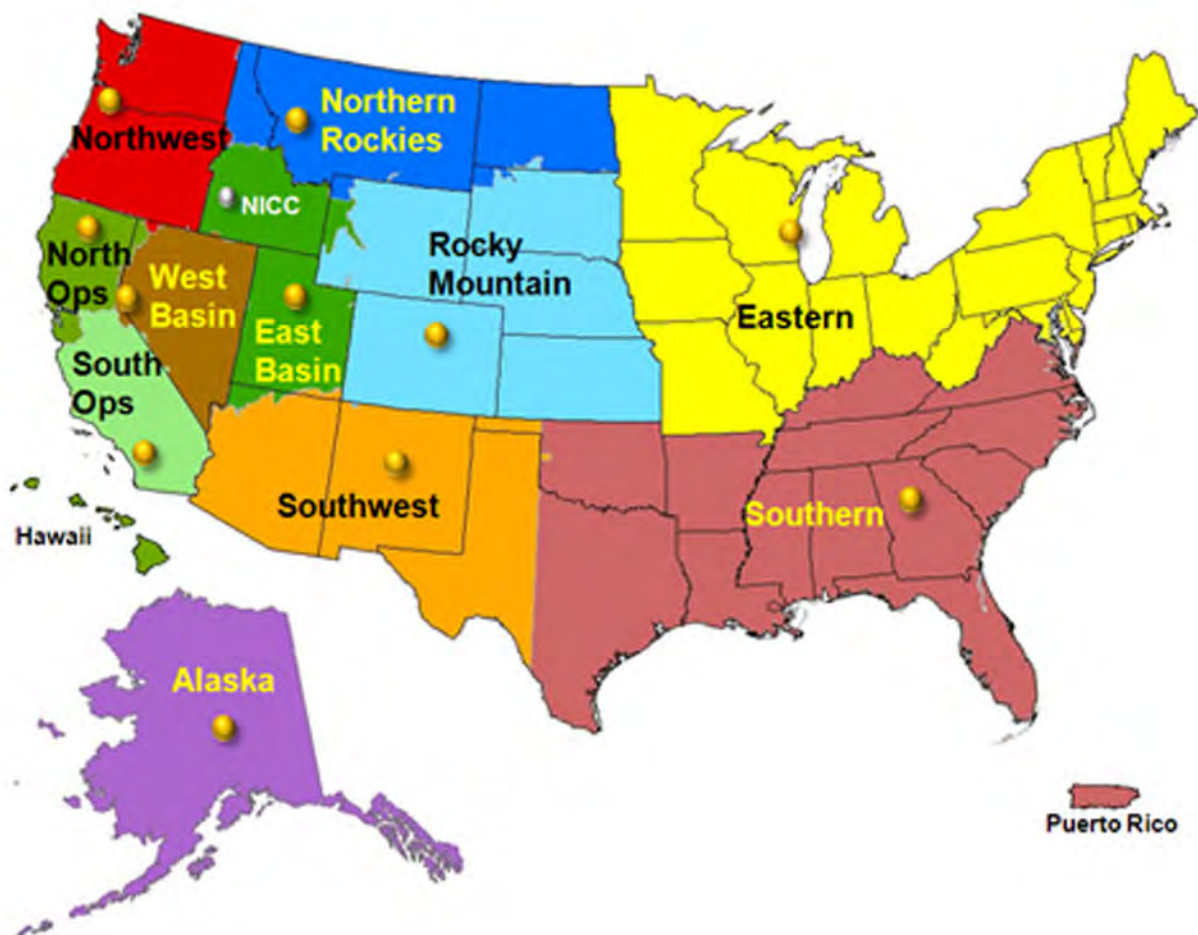 Northern
Rockies
Northwest
NICC
North
Ops
West
Basin
Rocky
Mountain
East
Basin
Eastern
South
Ops
Southwest
Southern
Hawaii
Alaska
Puerto Rico